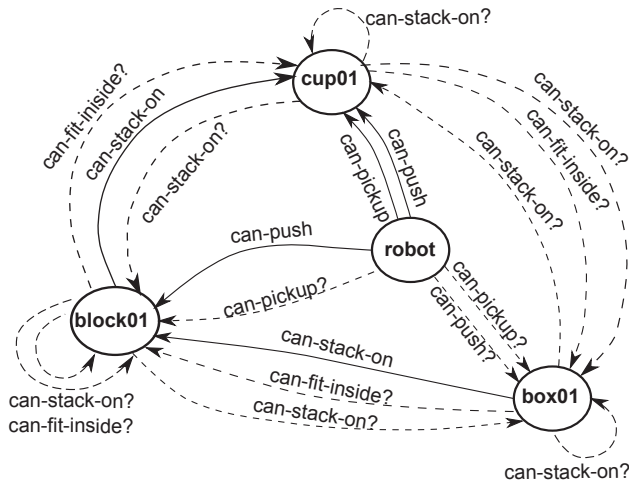 can-stack-on?
cup01
can-fit-iniside?
can-stack-on
can-stack-on?
can-stack-on?
can-fit-inside?
can-stack-on?
can-pickup
can-push
can-push
robot
can-pickup?
can-pickup?
can-push?
block01
can-stack-on
can-fit-inside?
can-stack-on?
box01
can-stack-on?
can-fit-inside?
can-stack-on?